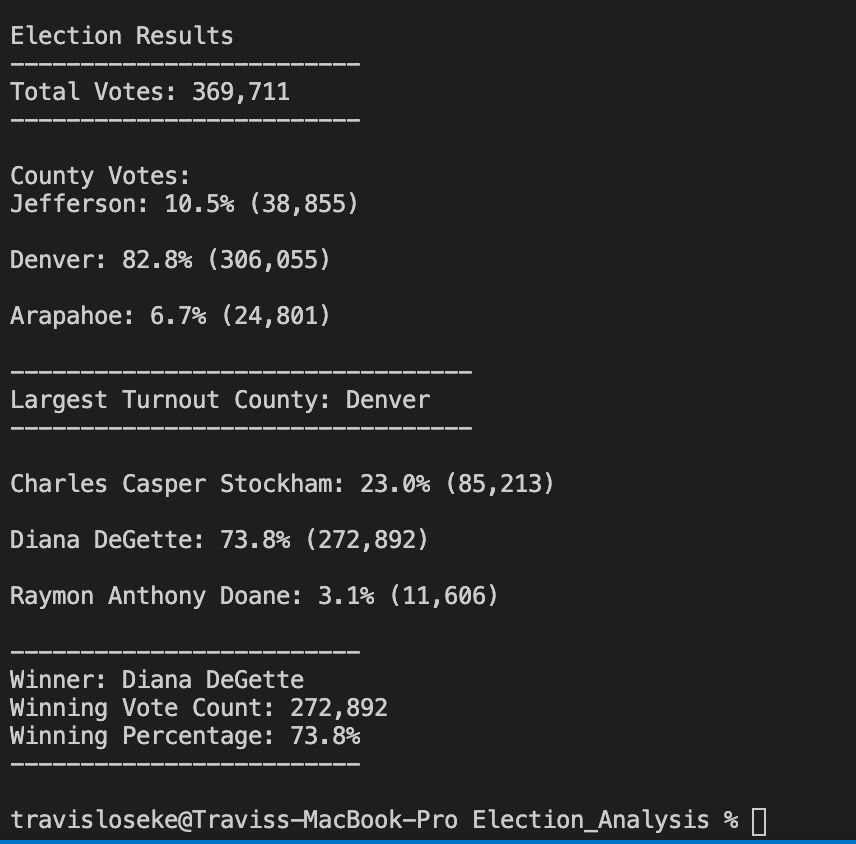 Election Results
-------------------------
Total Votes: 369,711
-------------------------
County Votes:
Jefferson: 10.5% (38,855)
Denver: 82.8% (306,055)
Arapahoe: 6.7% (24,801)
---------------------------------
Largest Turnout County: Denver
---------------------------------
Charles Casper Stockham: 23.0% (85,213)
Diana DeGette: 73.8% (272,892)
Raymon Anthony Doane: 3.1% (11,606)
-------------------------
Winner: Diana DeGette
Winning Vote Count: 272,892
Winning Percentage: 73.8%
-------------------------
travisloseke@Traviss-MacBook-Pro Election_Analysis %